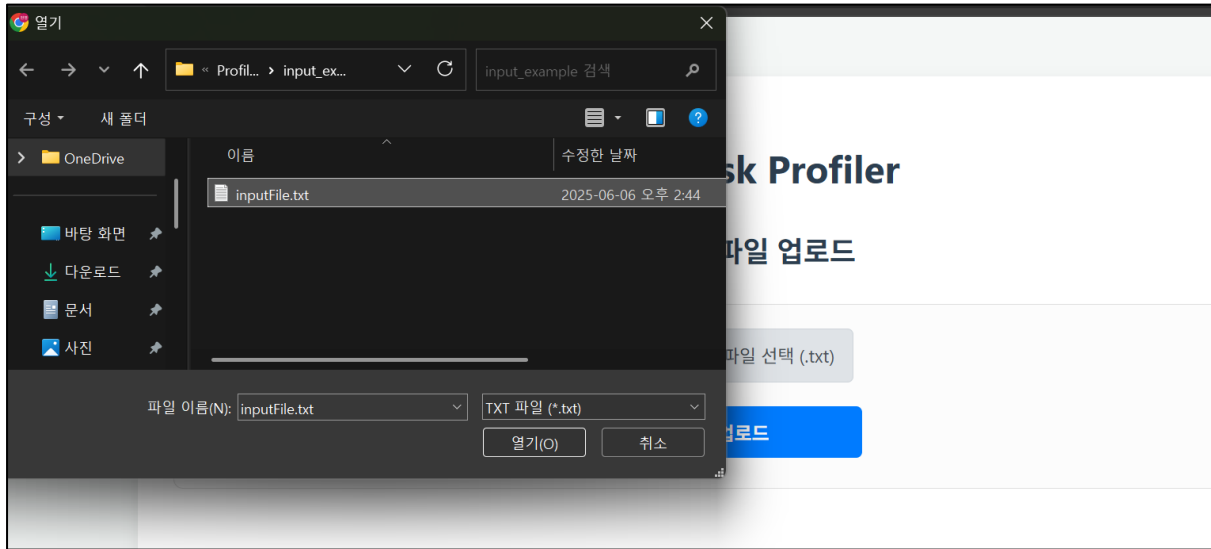 열기
« Profil... › input_ex...
input_example 검색
구성
새 폴더
OneDrive
이름
수정한 날짜
inputFile.txt
2025-06-06 오후 2:44
바탕 화면
다운로드
문서
사진
파일 이름(N):
inputFile.txt
TXT 파일 (*.txt)
열기(O)
취소
sk Profiler
파일 업로드
파일 선택 (.txt)
업로드